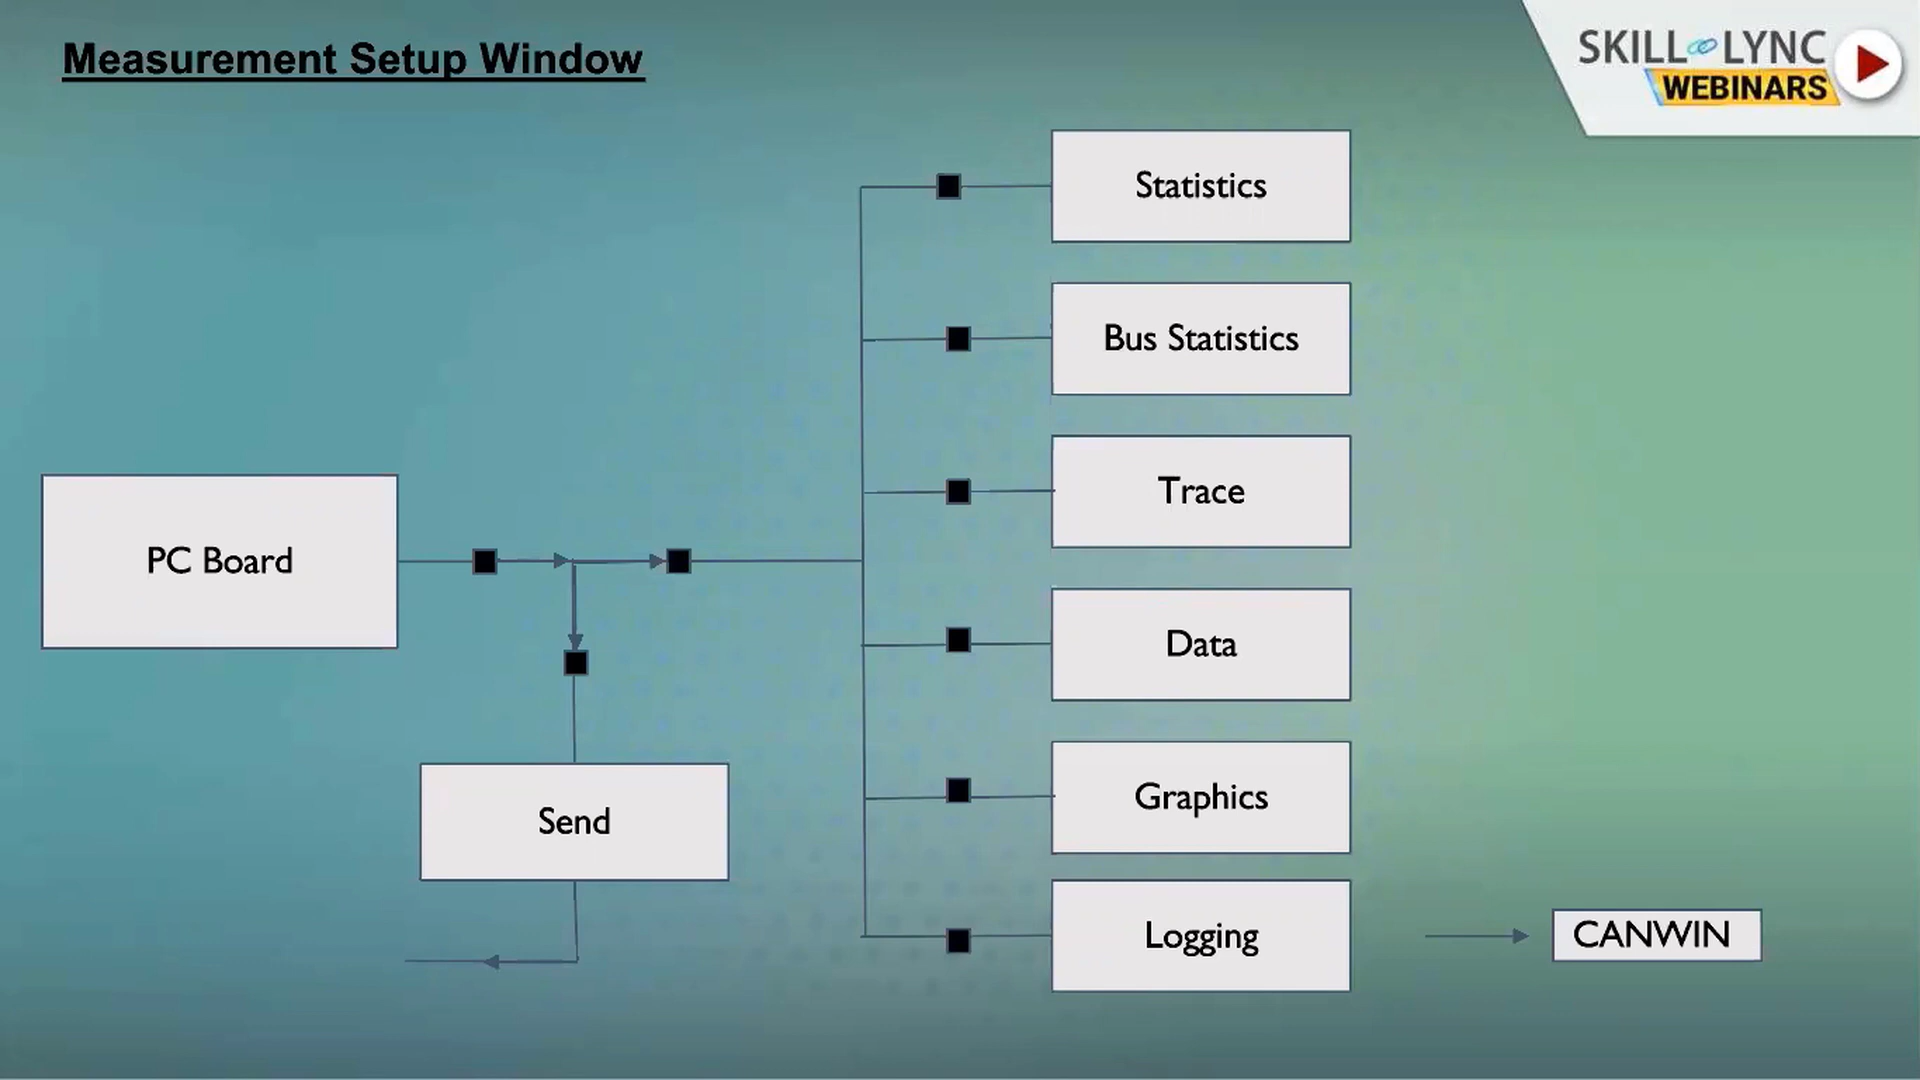 Measurement Setup Window
SKILL LYNC
WEBINARS
Statistics
Bus Statistics
Trace
PC Board
Data
Graphics
Send
Logging
CANWIN